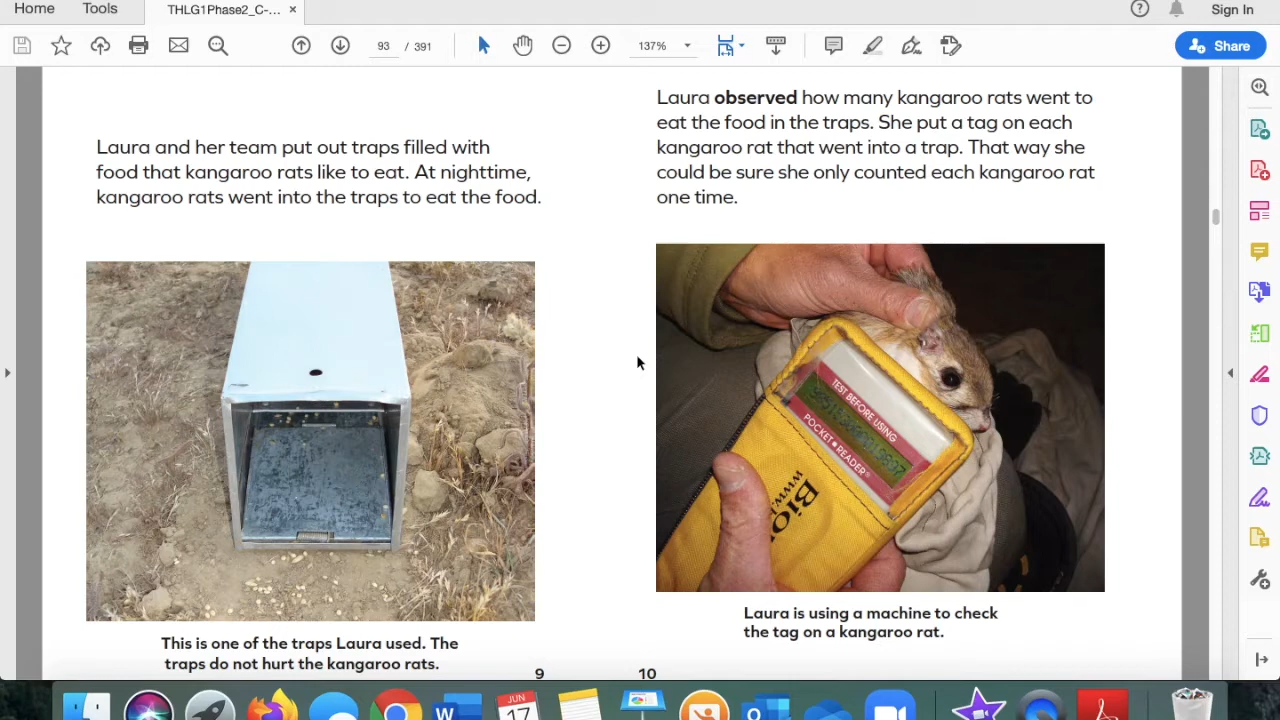 Home
Tools
THLG1Phase2_C-...
×
Sign In
93 / 391
137%
Share
Laura and her team put out traps filled with
food that kangaroo rats like to eat. At nighttime,
kangaroo rats went into the traps to eat the food.
This is one of the traps Laura used. The
traps do not hurt the kangaroo rats.
9
Laura observed how many kangaroo rats went to
eat the food in the traps. She put a tag on each
kangaroo rat that went into a trap. That way she
could be sure she only counted each kangaroo rat
one time.
TEST BEFORE USING
POCKET READER
Laura is using a machine to check
the tag on a kangaroo rat.
10
JUN
17